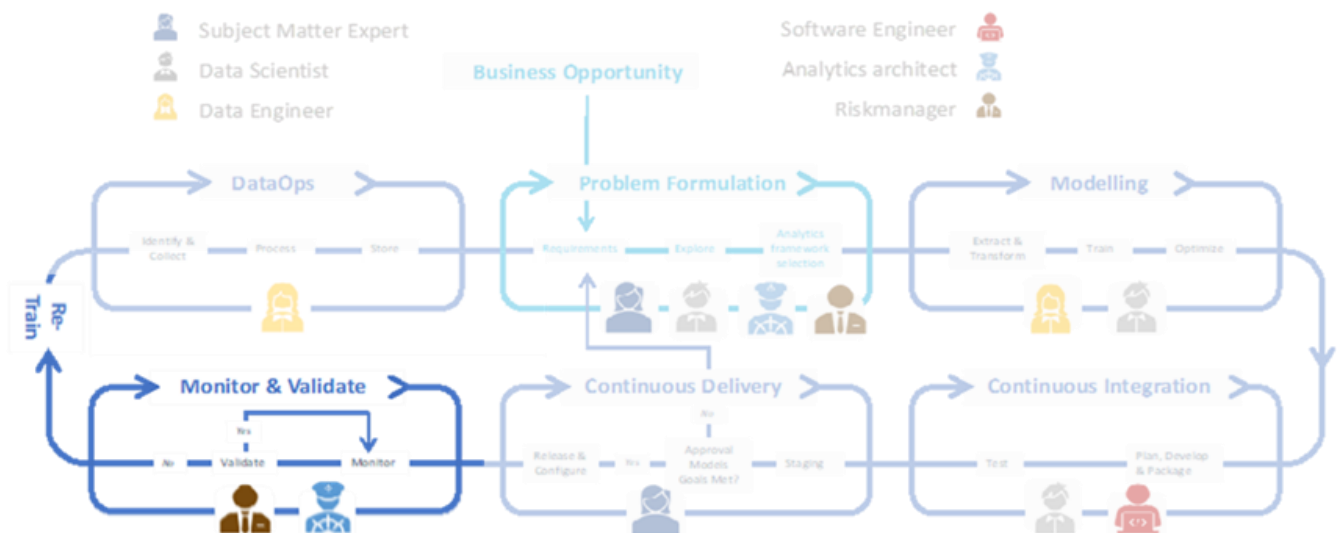 Subject Matter Expert
Data Scientist
Data Engineer
Business Opportunity
Software Engineer
Analytics architect
Riskmanager
DataOps
Identify &
Collect
Process
Store
Problem Formulation
Requirements
Explore
Analytics
framework
selection
Modelling
Extract &
Transform
Train
Optimize
Re-
Train
Monitor & Validate
Yes
No
Validate
Monitor
Continuous Delivery
No
Release &
Configure
Yes
Approval
Models
Goals Met?
Staging
Continuous Integration
Test
Plan, Develop
& Package